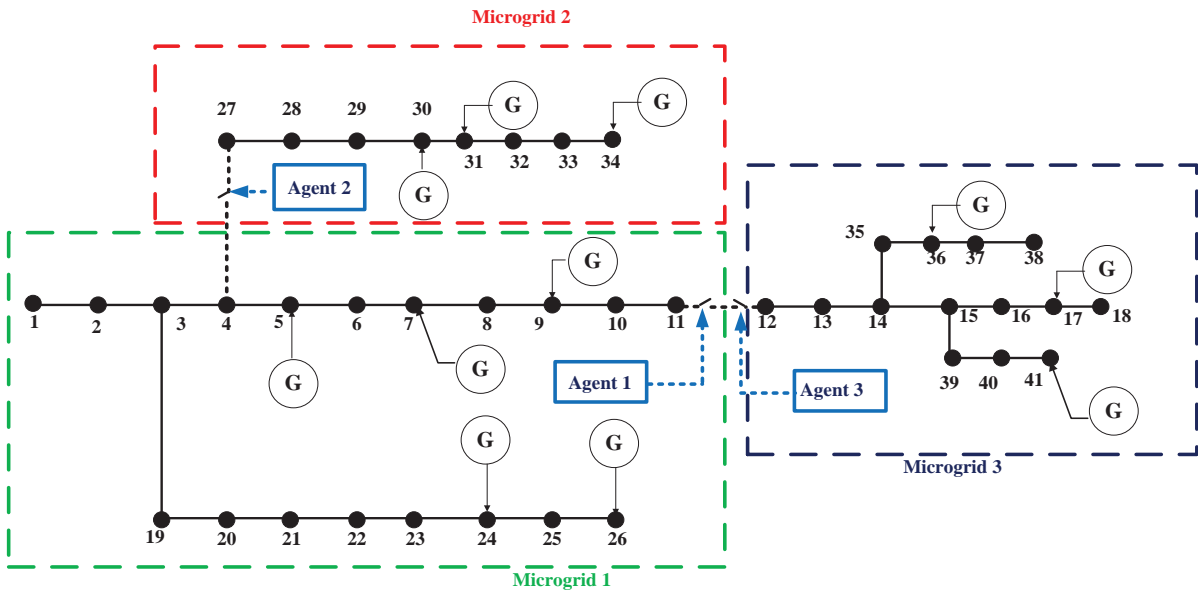 Microgrid 2
27 28 29 30 G G
31 32 33 34
Agent 2 G
Microgrid 1
1 2 3 4 5 6 7 8 9 10 11
G G G
Agent 1
G G
19 20 21 22 23 24 25 26
Agent 3
35 G
36 37 38
G
12 13 14 15 16 17 18
39 40 41
G
Microgrid 3